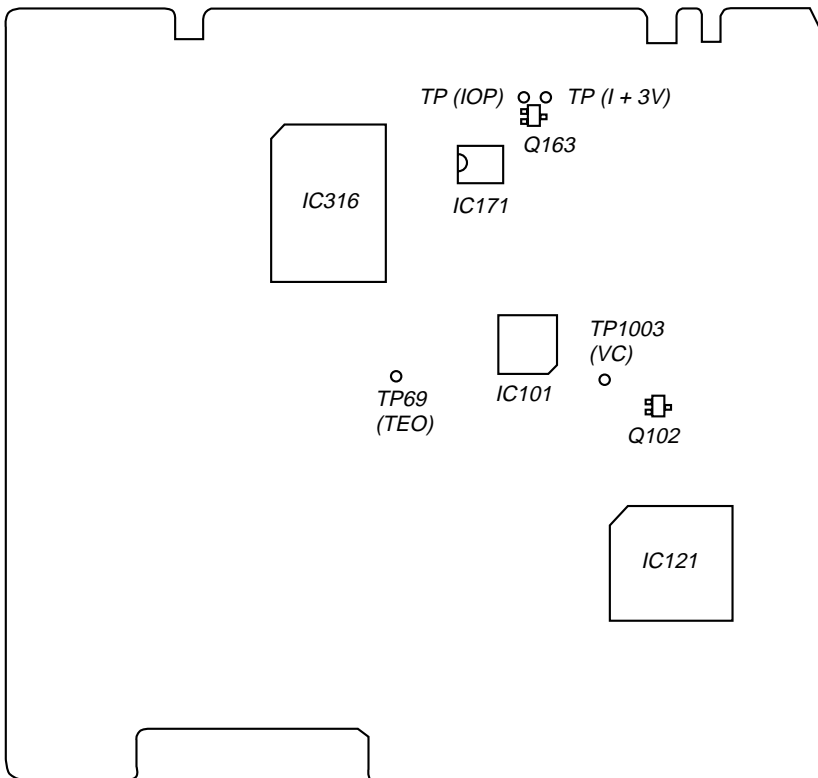 TP (IOP)
TP (I + 3V)
Q163
IC316
IC171
TP1003
(VC)
IC101
TP69
(TEO)
Q102
IC121